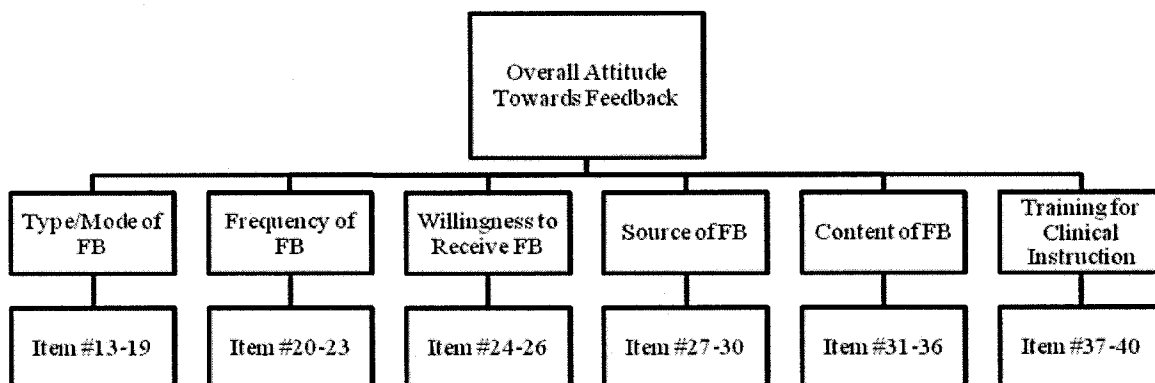 Overall Attitude
Towards Feedback
Type/Mode of
FB
Frequency of
FB
Willingness to
Receive FB
Source of FB
Content of FB
Training for
Clinical
Instruction
Item #13-19
Item #20-23
Item #24-26
Item #27-30
Item #31-36
Item #37-40